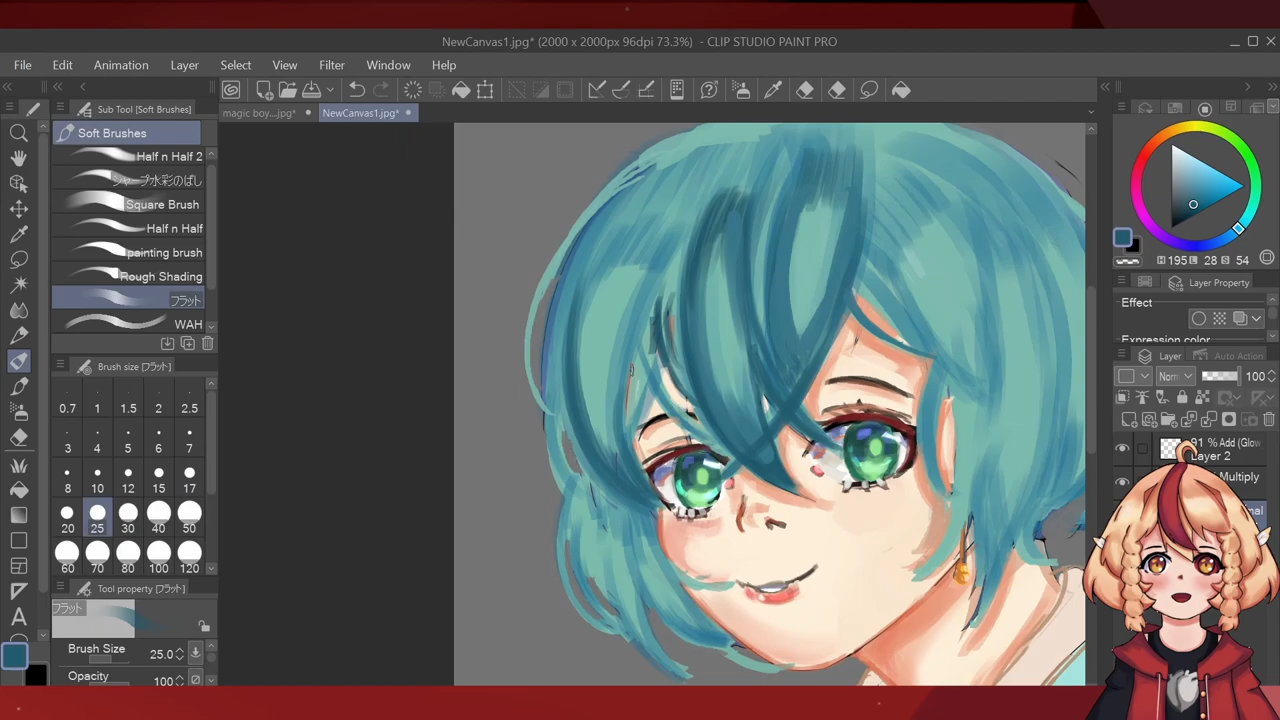 NewCanvas1.jpg* (2000 x 2000px 96dpi 73.3%) - CLIP STUDIO PAINT PRO
File Edit Animation Layer Select View Filter Window Help
Sub Tool [Soft Brushes]
magic boy....jpg* NewCanvas1.jpg*
Soft Brushes
Half n Half 2
シャープ水彩のばし
Square Brush
Half n Half
painting brush
Rough Shading
フラット
WAH
Brush size [フラット]
0.7 1 1.5 2 2.5
3 4 5 6 7
8 10 12 15 17
20 25 30 40 50
60 70 80 100 120
Tool property [フラット]
フラット
Brush Size 25.0
Opacity 100
H 195 L 28 S 54
Layer Property
Effect
Expression color
Layer Auto Action
Norm 100
91 % Add (Glow
Layer 2
Multiply